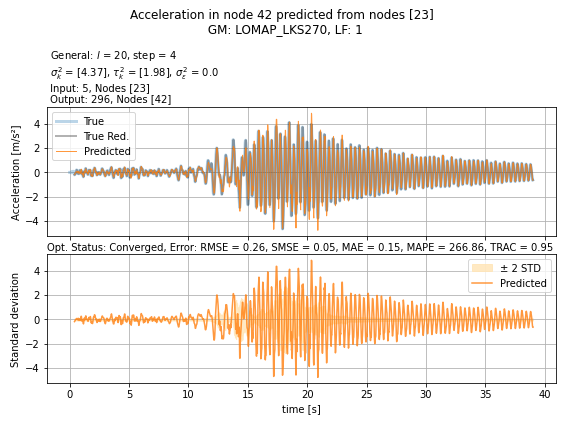 Acceleration in node 42 predicted from nodes [23]
GM: LOMAP_LKS270, LF: 1
General: l = 20, step = 4
σ²ₖ = [4.37], τ²ₖ = [1.98], σ²ₑ = 0.0
Input: 5, Nodes [23]
Output: 296, Nodes [42]
True
True Red.
Predicted
Acceleration [m/s²]
4
2
0
−2
−4
Opt. Status: Converged, Error: RMSE = 0.26, SMSE = 0.05, MAE = 0.15, MAPE = 266.86, TRAC = 0.95
± 2 STD
Predicted
Standard deviation
4
2
0
−2
−4
0 5 10 15 20 25 30 35 40
time [s]